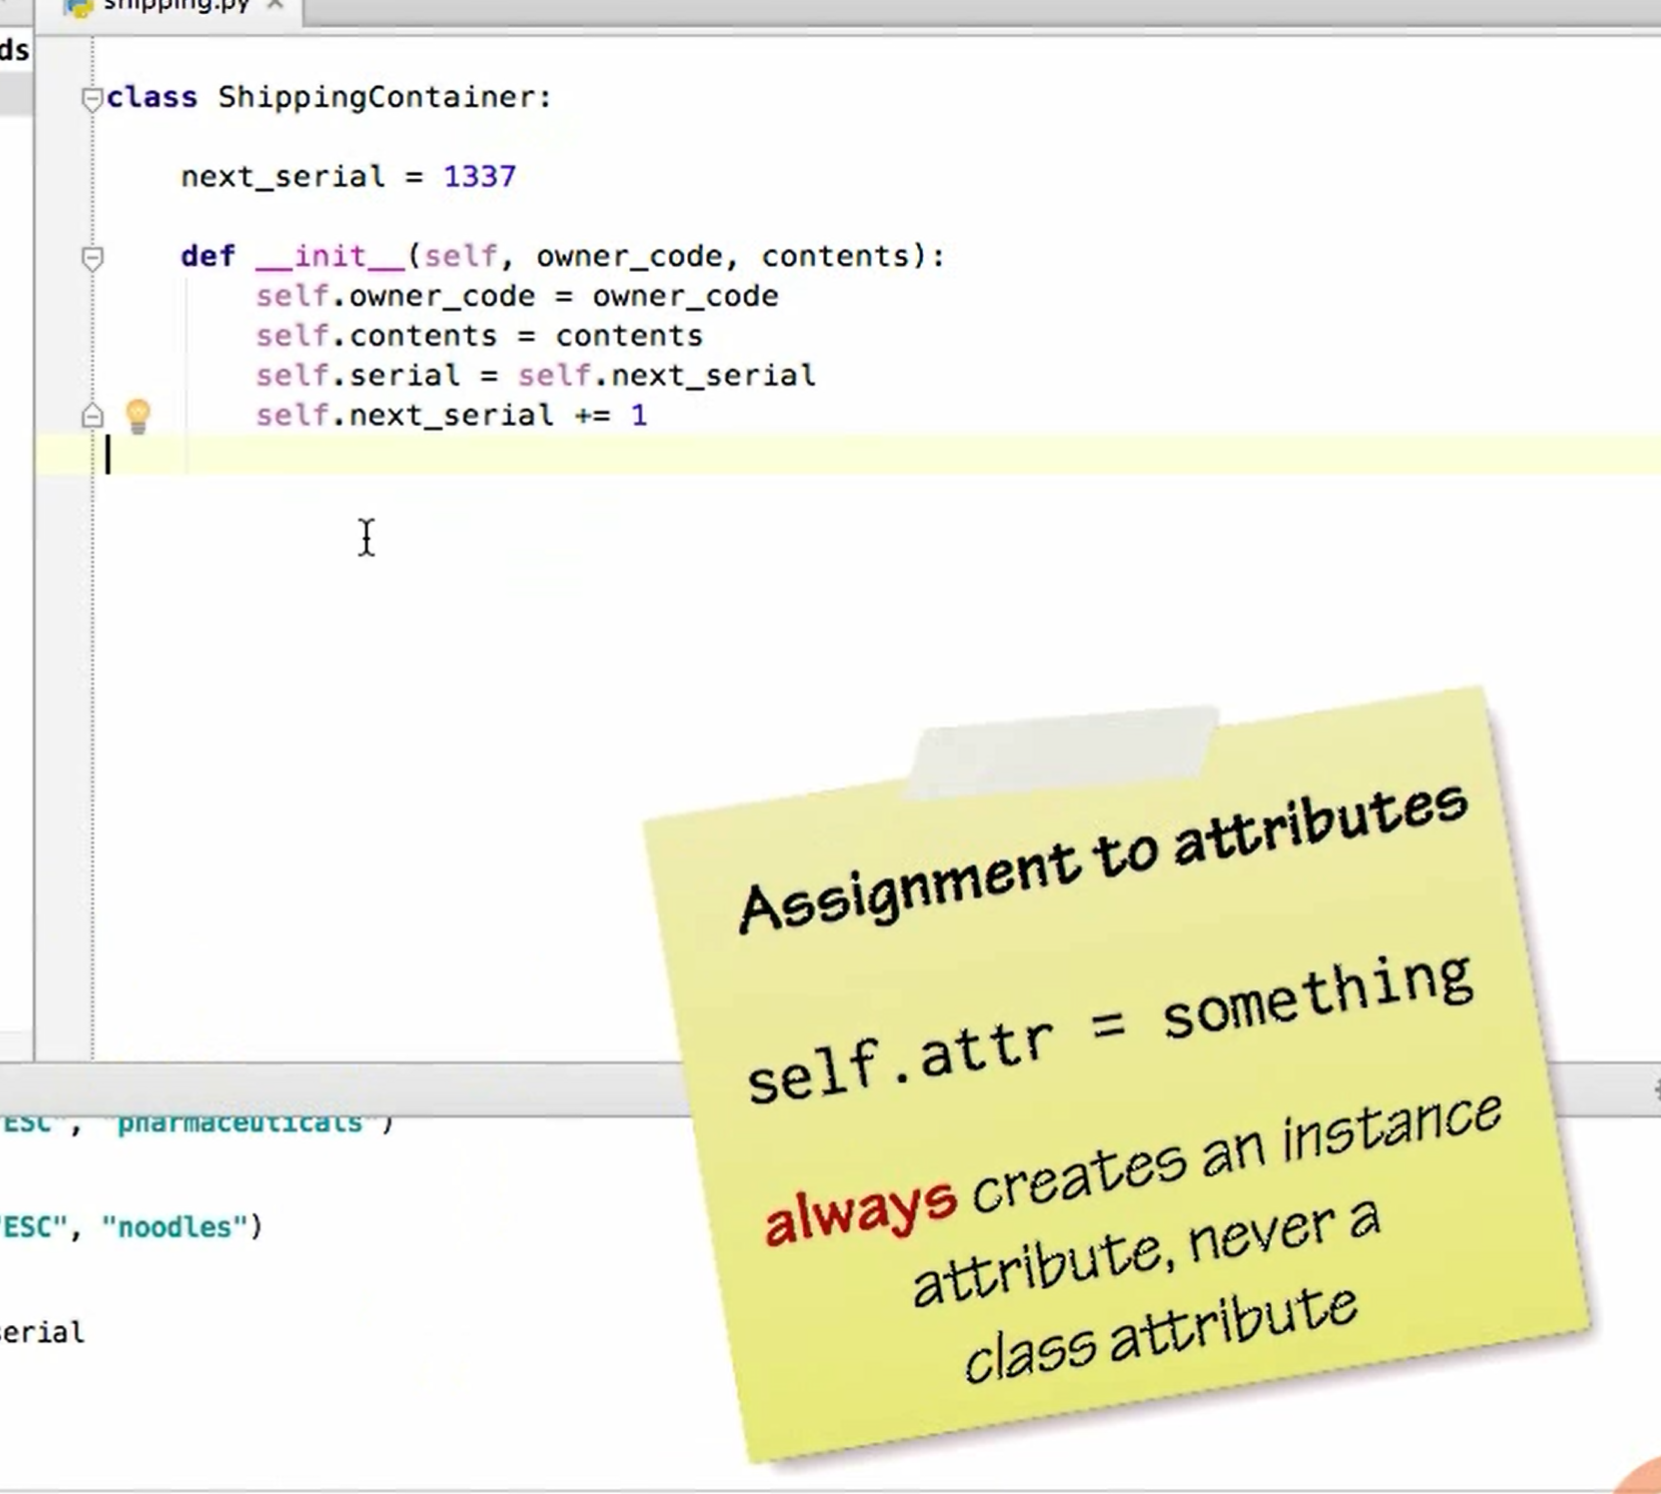 shipping.py
ds
class ShippingContainer:
next_serial = 1337
def __init__(self, owner_code, contents):
self.owner_code = owner_code
self.contents = contents
self.serial = self.next_serial
self.next_serial += 1
Assignment to attributes
self.attr = something
always creates an instance
attribute, never a
class attribute
ESC", "pharmaceuticals")
ESC", "noodles")
serial